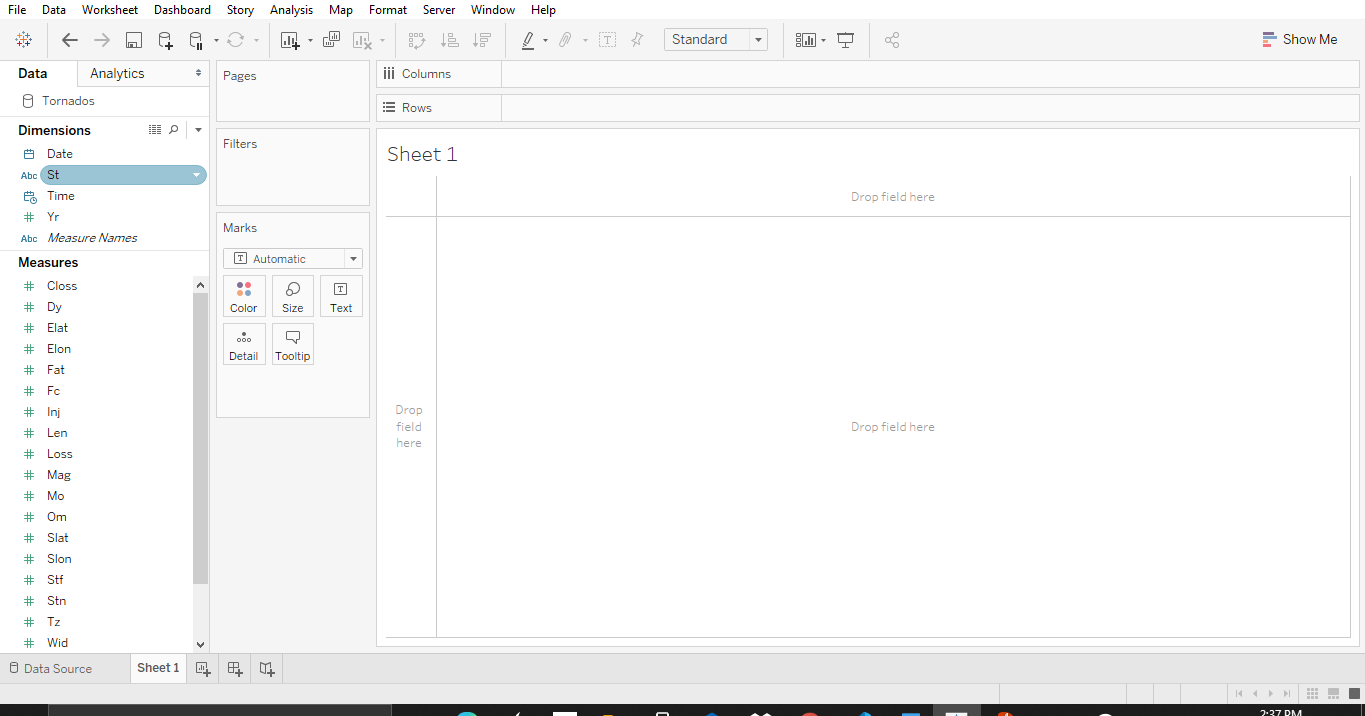 File Data Worksheet Dashboard Story Analysis Map Format Server Window Help
Standard
Show Me
Data Analytics
Tornados
Dimensions
Date
Abc St
Time
Yr
Abc Measure Names
Measures
Closs
Dy
Elat
Elon
Fat
Fc
Inj
Len
Loss
Mag
Mo
Om
Slat
Slon
Stf
Stn
Tz
Wid
Pages
Filters
Marks
T Automatic
Color Size Text
Detail Tooltip
Columns
Rows
Sheet 1
Drop field here
Drop
field
here
Drop field here
Data Source Sheet 1
2:37 PM